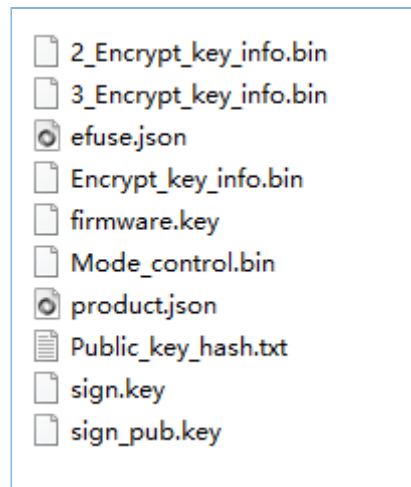 2_Encrypt_key_info.bin
3_Encrypt_key_info.bin
efuse.json
Encrypt_key_info.bin
firmware.key
Mode_control.bin
product.json
Public_key_hash.txt
sign.key
sign_pub.key